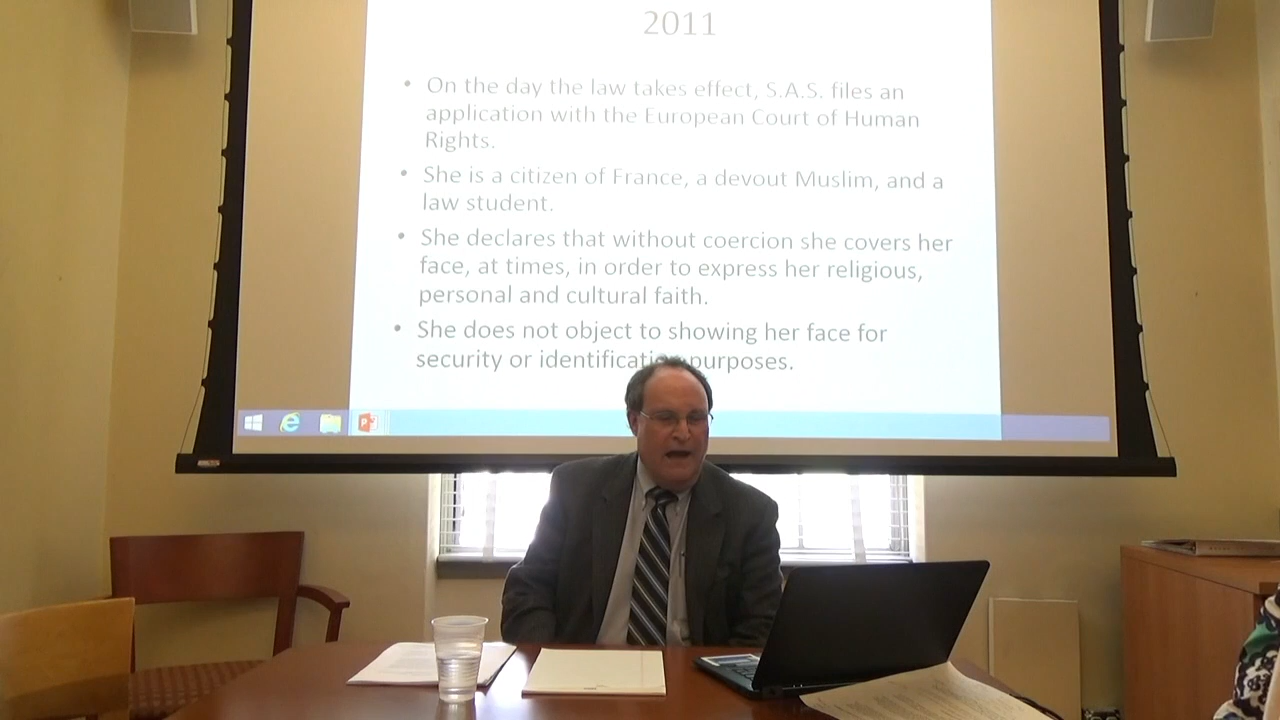 2011
• On the day the law takes effect, S.A.S. files an
application with the European Court of Human
Rights.
• She is a citizen of France, a devout Muslim, and a
law student.
• She declares that without coercion she covers her
face, at times, in order to express her religious,
personal and cultural faith.
• She does not object to showing her face for
security or identification purposes.